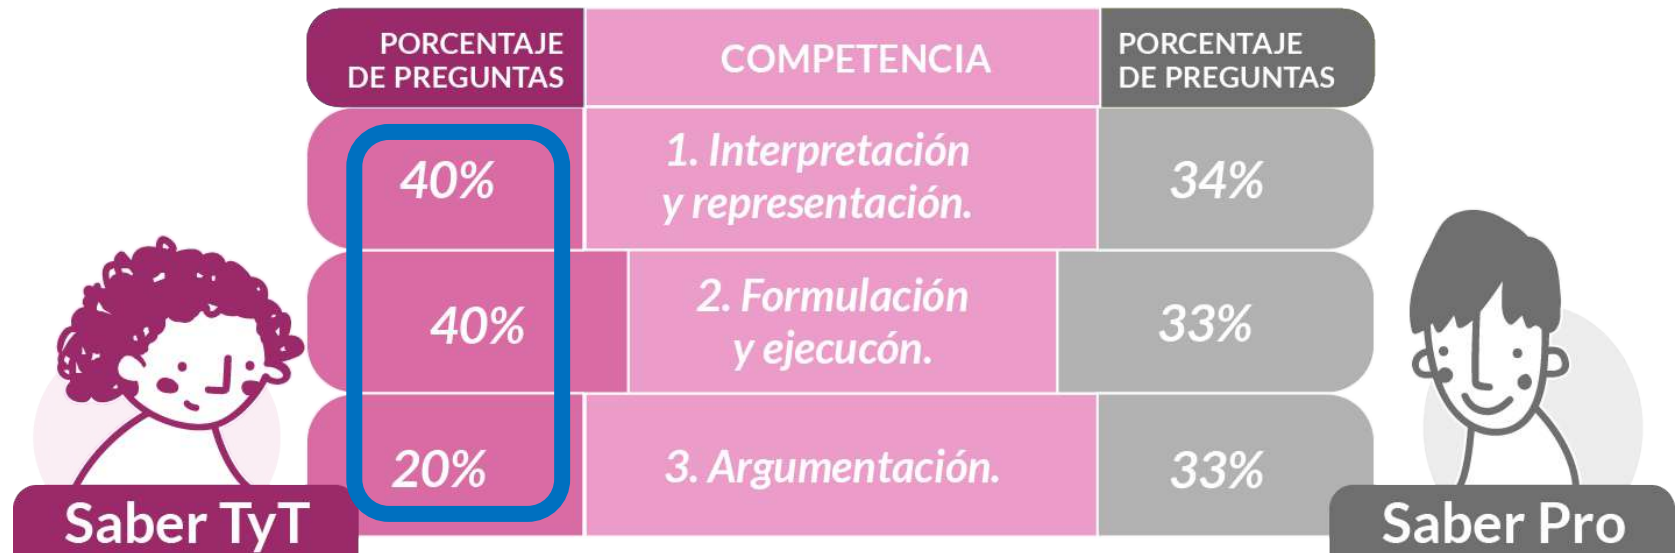 PORCENTAJE
DE PREGUNTAS
COMPETENCIA
PORCENTAJE
DE PREGUNTAS
40%
1. Interpretación
y representación.
34%
40%
2. Formulación
y ejecucón.
33%
20%
3. Argumentación.
33%
Saber TyT
Saber Pro